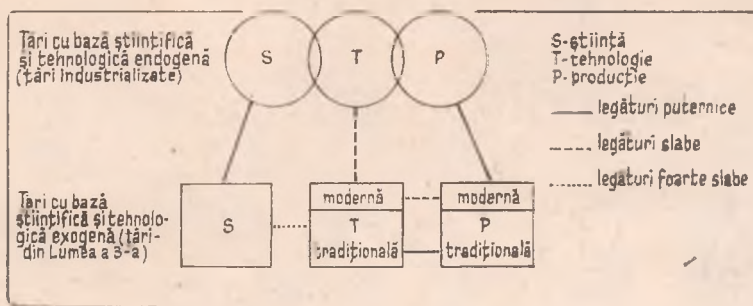 Țări cu bază științifică
și tehnologică endogenă
(țări industrializate)
S T P
S-știință
T-tehnologie
P-producție
legături puternice
legături slabe
legături foarte slabe
Țări cu bază
științifică și tehnolo-
gică exogenă (țări-
din Lumea a 3-a)
S
modernă
T
tradițională
modernă
P
tradițională